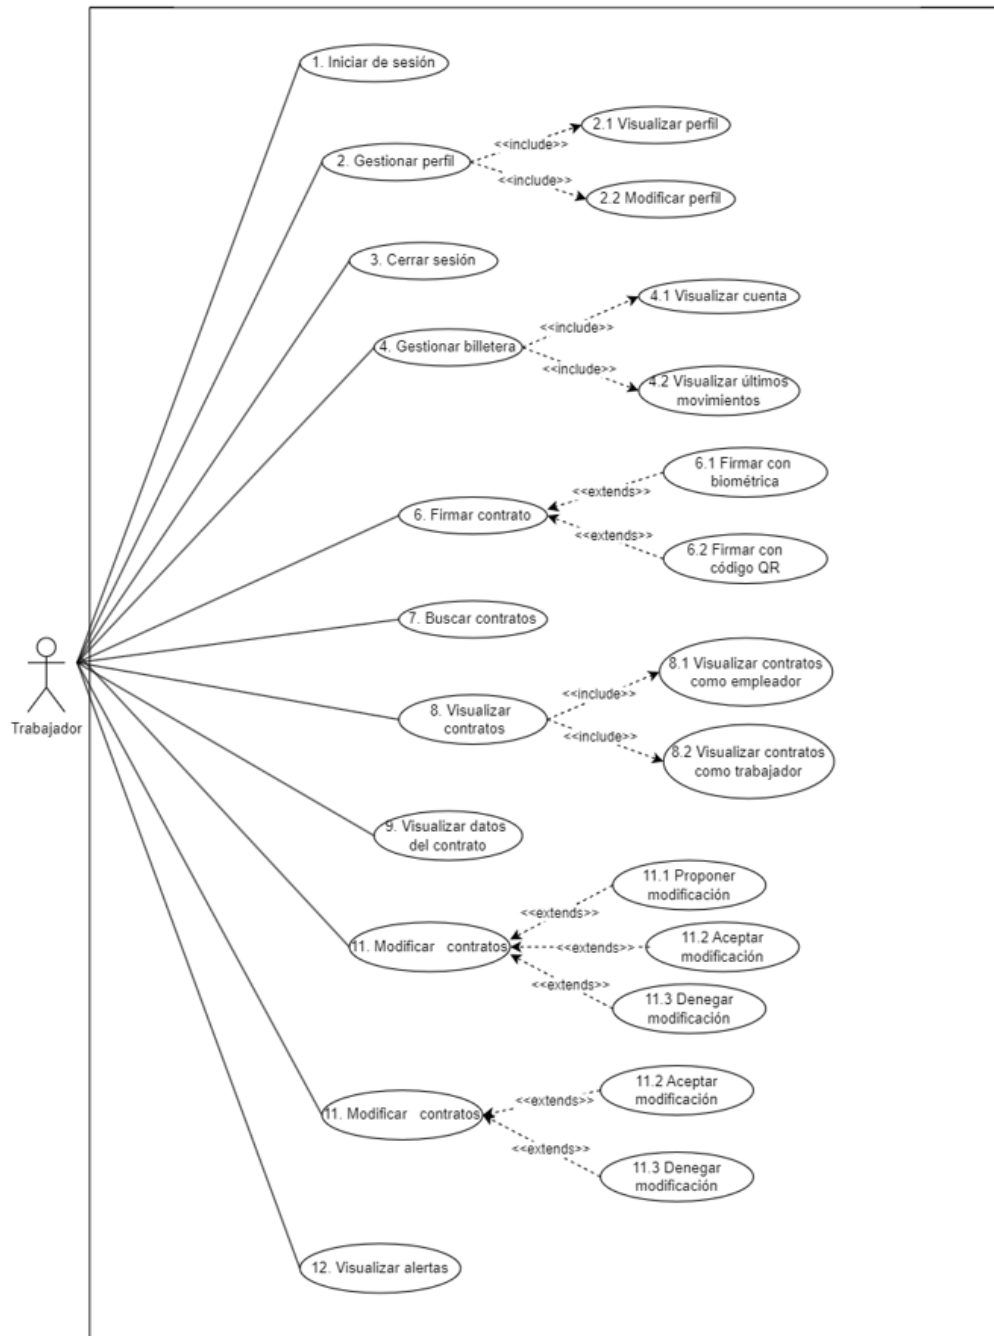 1. Iniciar de sesión
2.1 Visualizar perfil
<<include>>
2. Gestionar perfil
<<include>>
2.2 Modificar perfil
3. Cerrar sesión
4.1 Visualizar cuenta
<<include>>
4. Gestionar billetera
<<include>>
4.2 Visualizar últimos
movimientos
6.1 Firmar con
biométrica
<<extends>>
6. Firmar contrato
<<extends>>
6.2 Firmar con
código QR
7. Buscar contratos
8.1 Visualizar contratos
como empleador
<<include>>
8. Visualizar
contratos
<<include>>
8.2 Visualizar contratos
como trabajador
Trabajador
9. Visualizar datos
del contrato
11.1 Proponer
modificación
<<extends>>
11. Modificar contratos
<<extends>>
11.2 Aceptar
modificación
<<extends>>
11.3 Denegar
modificación
11.2 Aceptar
modificación
<<extends>>
11. Modificar contratos
<<extends>>
11.3 Denegar
modificación
12. Visualizar alertas